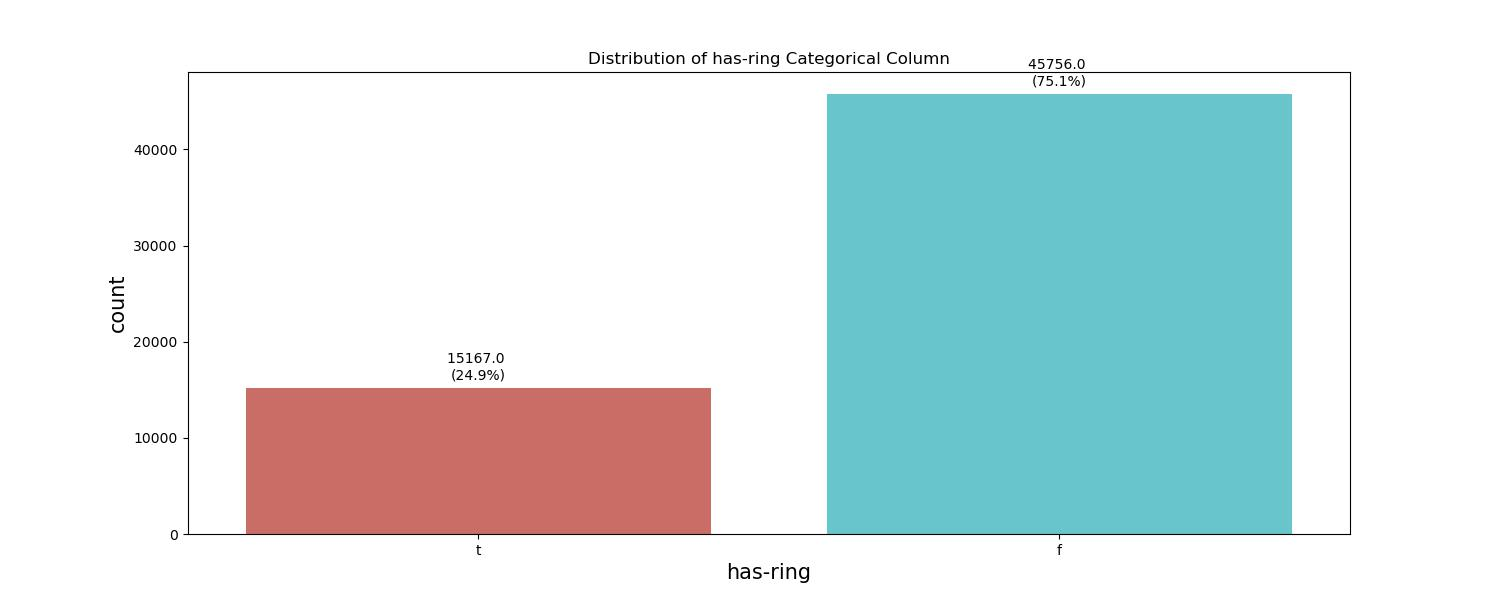 Distribution of has-ring Categorical Column
45756.0
(75.1%)
40000
30000
count
20000
15167.0
(24.9%)
10000
0
t
f
has-ring